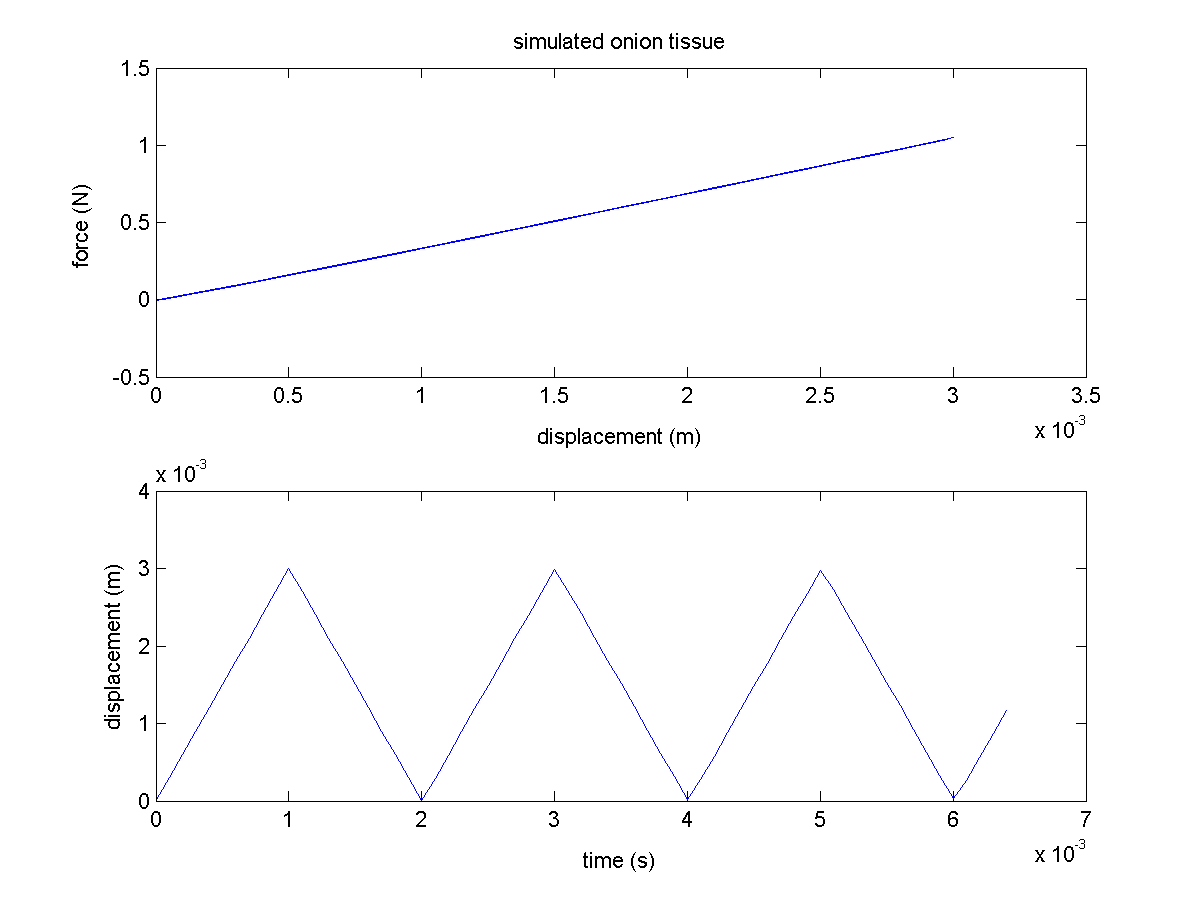 simulated onion tissue
1.5
1
0.5
0
-0.5
force (N)
0 0.5 1 1.5 2 2.5 3 3.5
x 10-3
displacement (m)
x 10-3
4
3
2
1
0
displacement (m)
0 1 2 3 4 5 6 7
x 10-3
time (s)